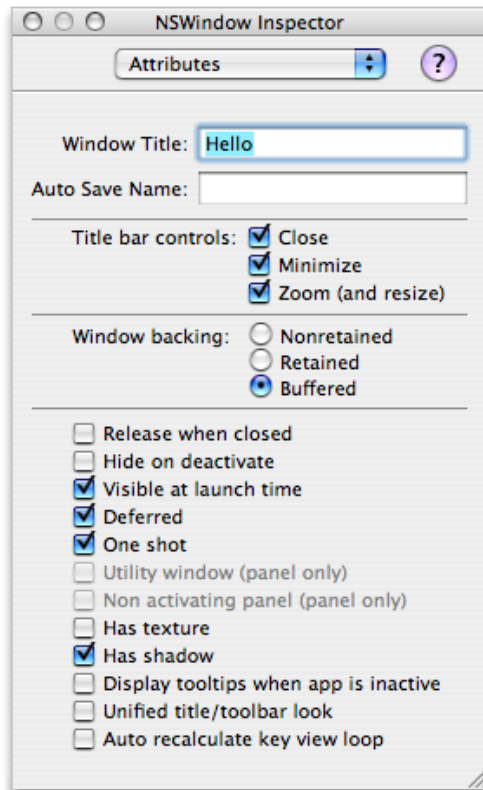 NSWindow Inspector
Attributes
?
Window Title: Hello
Auto Save Name:
Title bar controls: Close
Minimize
Zoom (and resize)
Window backing: Nonretained
Retained
Buffered
Release when closed
Hide on deactivate
Visible at launch time
Deferred
One shot
Utility window (panel only)
Non activating panel (panel only)
Has texture
Has shadow
Display tooltips when app is inactive
Unified title/toolbar look
Auto recalculate key view loop